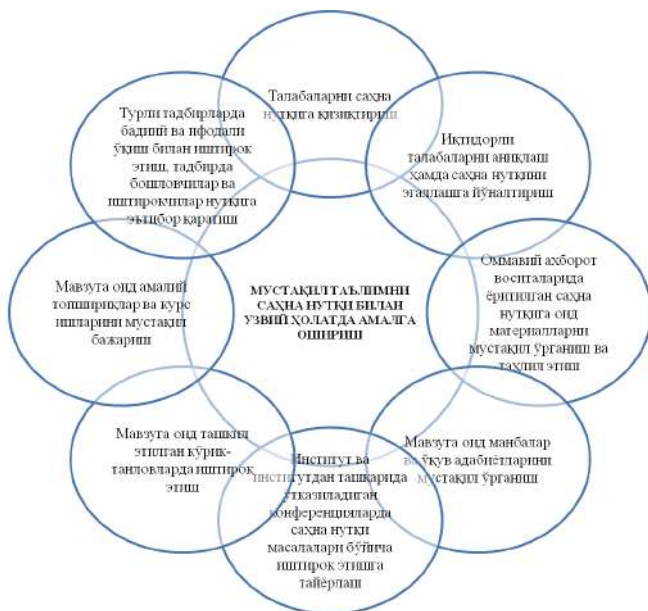 Талабаларни саҳна
нутқига қизиқтириш
Иқтидорли
талабаларни аниқлаш
ҳамда саҳна нутқини
эгаллашга йўналтириш
Оммавий ахборот
воситаларида
ёритилган саҳна
нутқига оид
материалларни
мустақил ўрганиш ва
таҳлил этиш
Мавзуга оид манбалар
ва ўқув адабиётларини
мустақил ўрганиш
Институт ва
институтдан ташқарида
ўтказиладиган
конференцияларда
саҳна нутқи
масалалари бўйича
иштирок этишга
тайёрлаш
Мавзуга оид ташкил
этилган кўрик-
танловларда иштирок
этиш
Мавзуга оид амалий
топшириқлар ва курс
ишларини мустақил
бажариш
Турли тадбирларда
бадиий ва ифодали
ўқиш билан иштирок
этиш, тадбирда
бошловчилар ва
иштирокчилар нутқига
эътибор қаратиш
МУСТАҚИЛ ТАЪЛИМНИ
САҲНА НУТҚИ БИЛАН
УЗВИЙ ҲОЛАТДА АМАЛГА
ОШИРИШ